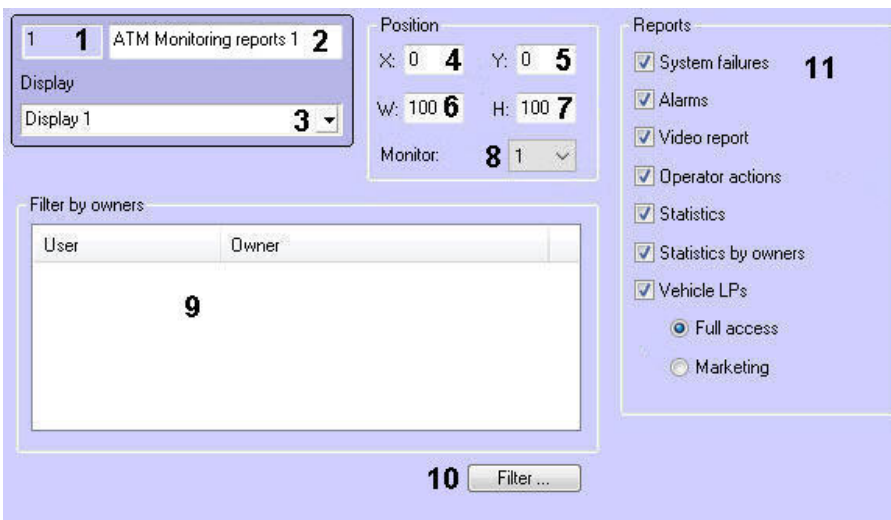 1 1 ATM Monitoring reports 1 2
Display
Display 1 3
Position
X: 0 4 Y: 0 5
W: 100 6 H: 100 7
Monitor: 8 1
Filter by owners
User Owner
9
10 Filter ...
Reports
System failures 11
Alarms
Video report
Operator actions
Statistics
Statistics by owners
Vehicle LPs
Full access
Marketing